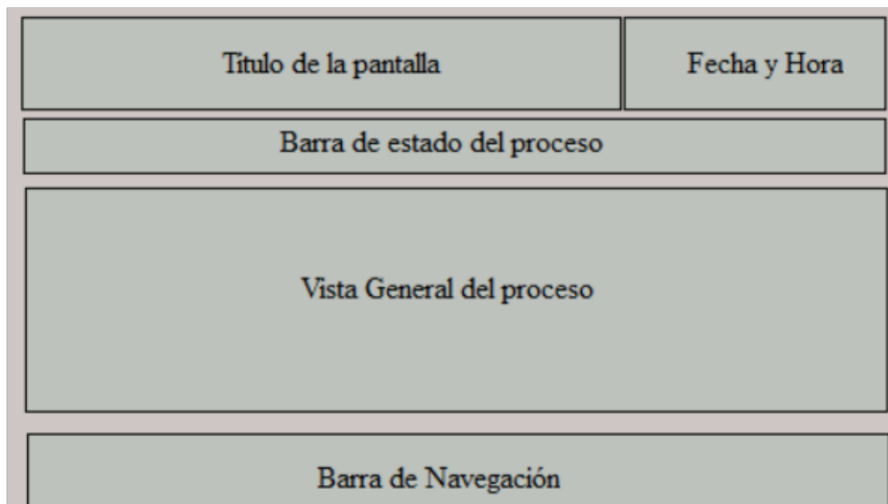 Titulo de la pantalla
Fecha y Hora
Barra de estado del proceso
Vista General del proceso
Barra de Navegación